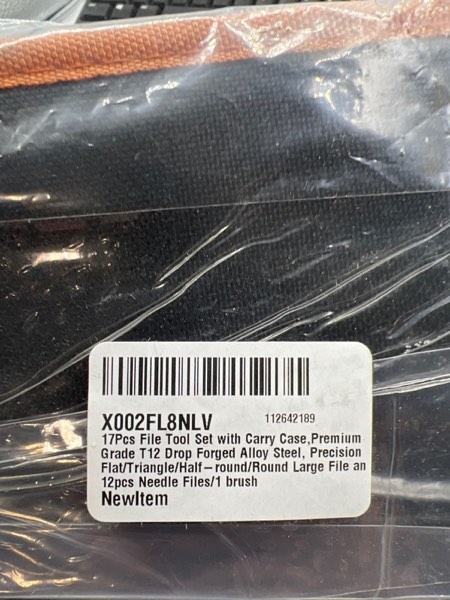 X002FL8NLV 112642189
17Pcs File Tool Set with Carry Case,Premium
Grade T12 Drop Forged Alloy Steel, Precision
Flat/Triangle/Half-round/Round Large File an
12pcs Needle Files/1 brush
NewItem